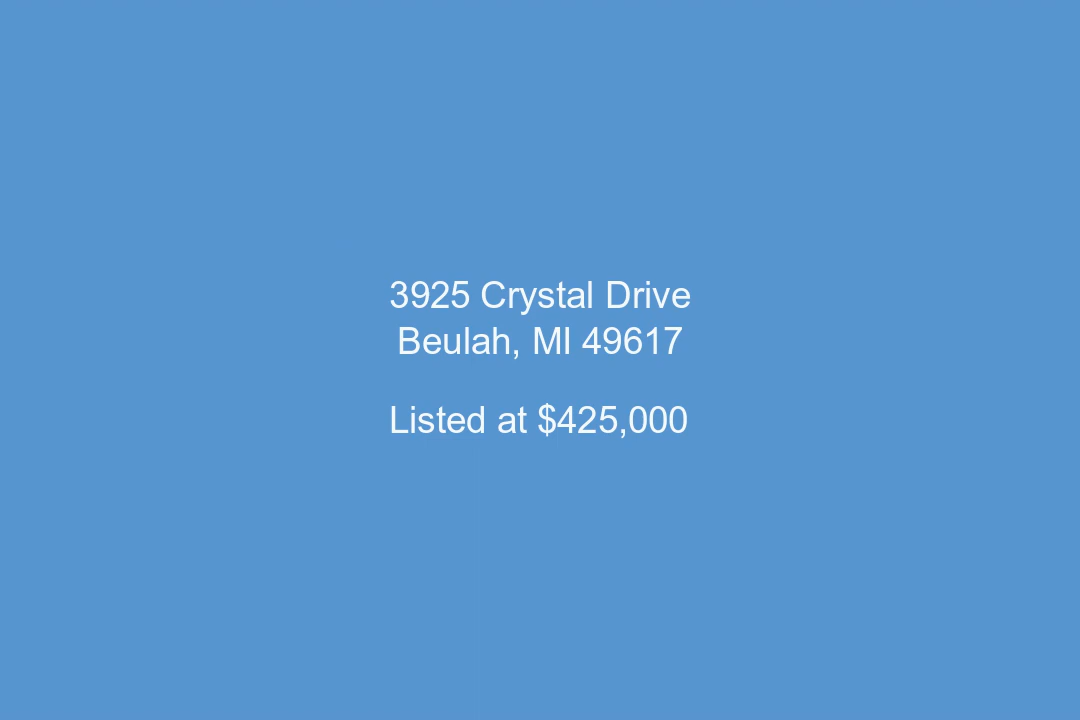 3925 Crystal Drive
Beulah, MI 49617
Listed at $425,000